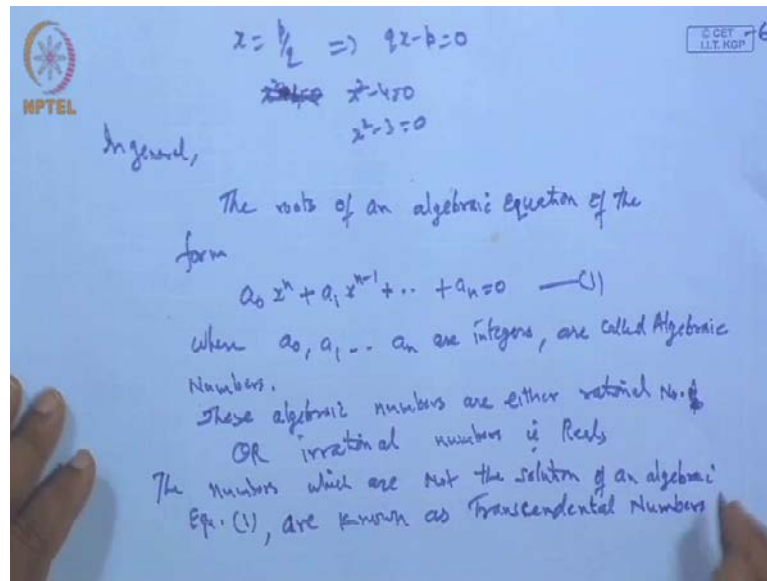 x = p/q => qx-p=0
© CET
I.I.T. KGP
NPTEL
x²-4=0
x²-3=0
In general,
The roots of an algebraic equation of the
form
a₀ xⁿ + a₁ xⁿ⁻¹ + .. + aₙ = 0 —(1)
where a₀, a₁ -- aₙ are integers, are called Algebraic
Numbers.
These algebraic numbers are either rational No.s
OR irrational numbers ie Reals
The numbers which are not the solution of an algebraic
Eqn. (1), are known as Transcendental Numbers